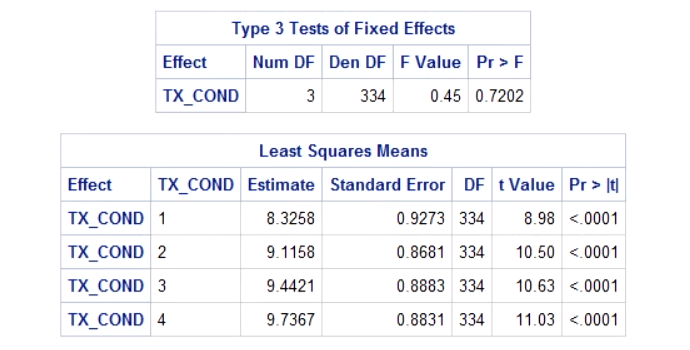 Type 3 Tests of Fixed Effects
Effect Num DF Den DF F Value Pr > F
TX_COND 3 334 0.45 0.7202
Least Squares Means
Effect TX_COND Estimate Standard Error DF t Value Pr > |t|
TX_COND 1 8.3258 0.9273 334 8.98 <.0001
TX_COND 2 9.1158 0.8681 334 10.50 <.0001
TX_COND 3 9.4421 0.8883 334 10.63 <.0001
TX_COND 4 9.7367 0.8831 334 11.03 <.0001